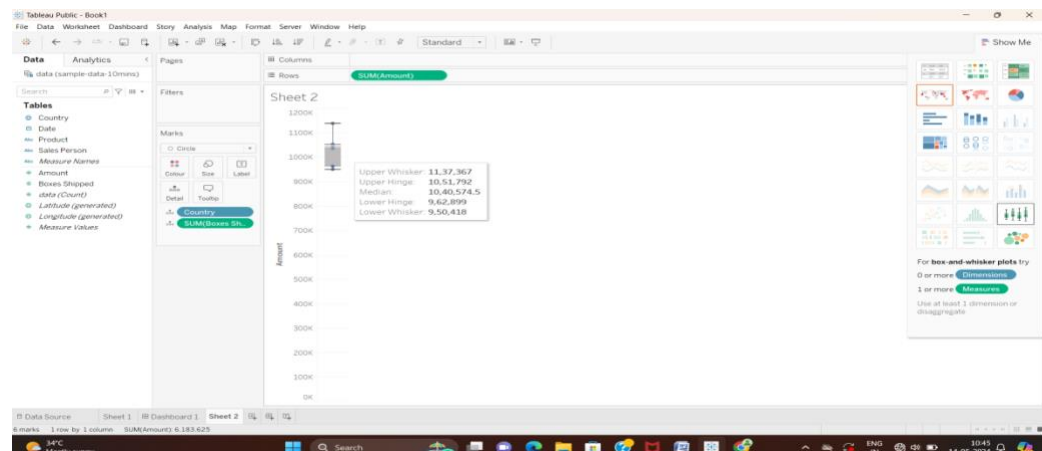 Tableau Public - Book1
File Data Worksheet Dashboard Story Analysis Map Format Server Window Help
Standard
Show Me
Data Analytics
Pages
Columns
data (sample-data-10mins)
Rows SUM(Amount)
Search
Filters
Sheet 2
Tables
Country
Date
Product
Sales Person
Measure Names
Amount
Boxes Shipped
data (Count)
Latitude (generated)
Longitude (generated)
Measure Values
Marks
Circle
Colour Size Label
Detail Tooltip
Country
SUM(Boxes Sh..
Amount
1200K
1100K
1000K
900K
800K
700K
600K
500K
400K
300K
200K
100K
0K
Upper Whisker: 11,37,367
Upper Hinge: 10,51,792
Median: 10,40,574.5
Lower Hinge: 9,62,899
Lower Whisker: 9,50,418
For box-and-whisker plots try
0 or more Dimensions
1 or more Measures
Use at least 1 dimension or
disaggregate
Data Source Sheet 1 Dashboard 1 Sheet 2
6 marks 1 row by 1 column SUM(Amount): 6,183,625
34°C
Search
ENG
10:45